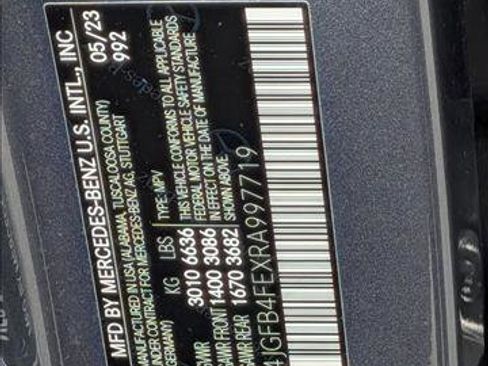 MFD BY MERCEDES-BENZ U.S. INTL., INC
05/23
992
MANUFACTURED IN USA (ALABAMA, TUSCALOOSA COUNTY)
UNDER CONTRACT FOR MERCEDES-BENZ AG, STUTTGART
GERMANY)
KG LBS TYPE: MPV
GVWR 3010 6636 THIS VEHICLE CONFORMS TO ALL APPLICABLE
GAWR FRONT 1400 3086 FEDERAL MOTOR VEHICLE SAFETY STANDARDS
GAWR REAR 1670 3682 IN EFFECT ON THE DATE OF MANUFACTURE
SHOWN ABOVE
4JGFB4FEXRA997719